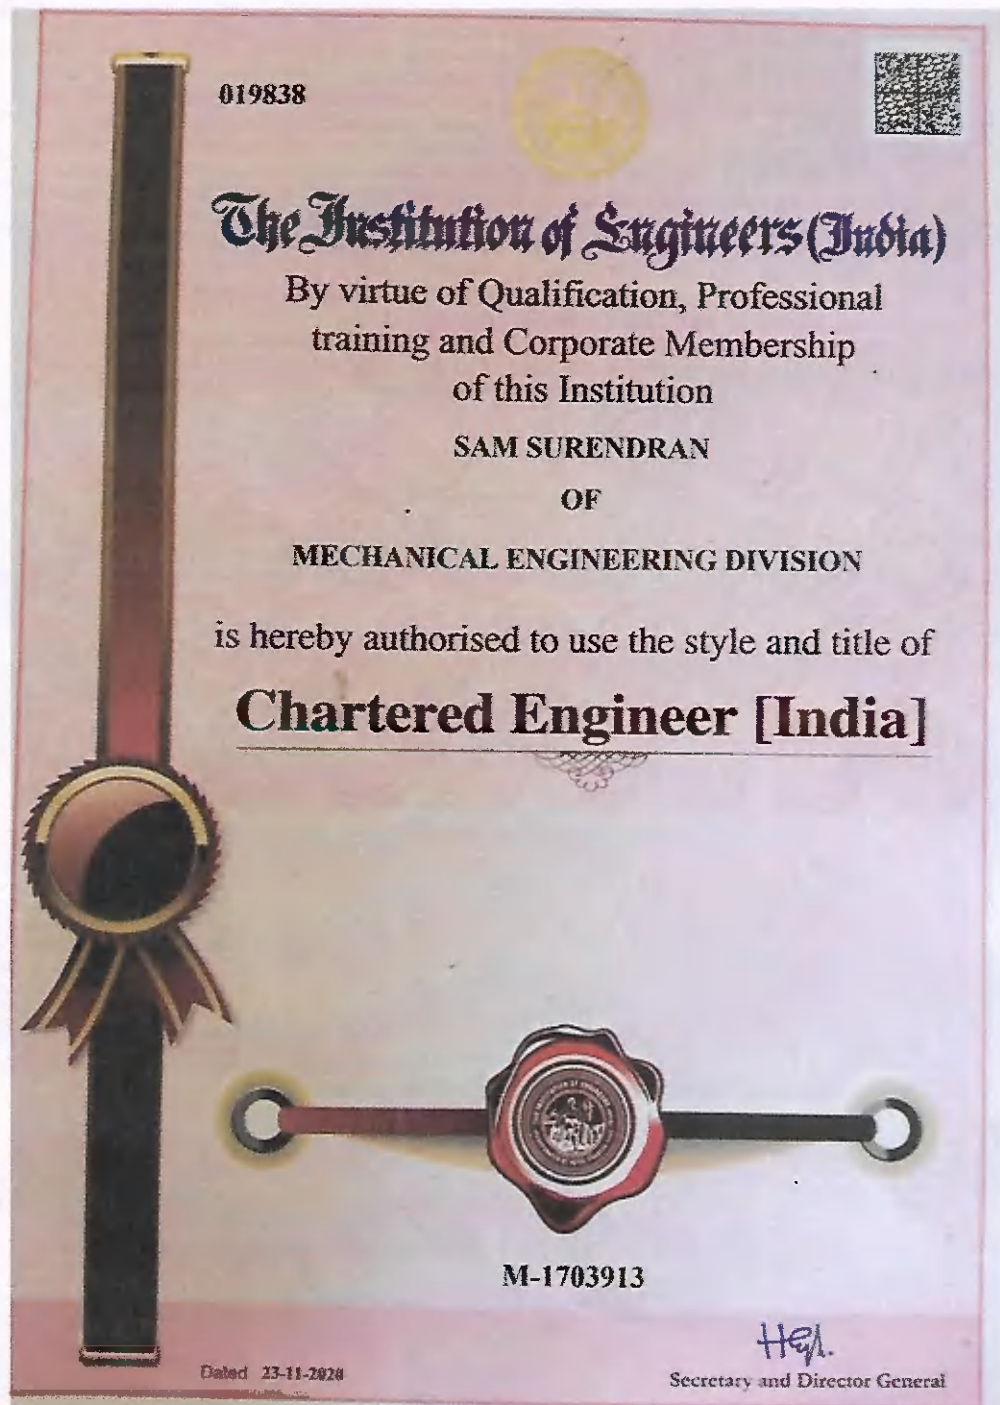 019838
The Institution of Engineers (India)
By virtue of Qualification, Professional
training and Corporate Membership
of this Institution
SAM SURENDRAN
OF
MECHANICAL ENGINEERING DIVISION
is hereby authorised to use the style and title of
Chartered Engineer [India]
M-1703913
Dated 23-11-2020
Secretary and Director General